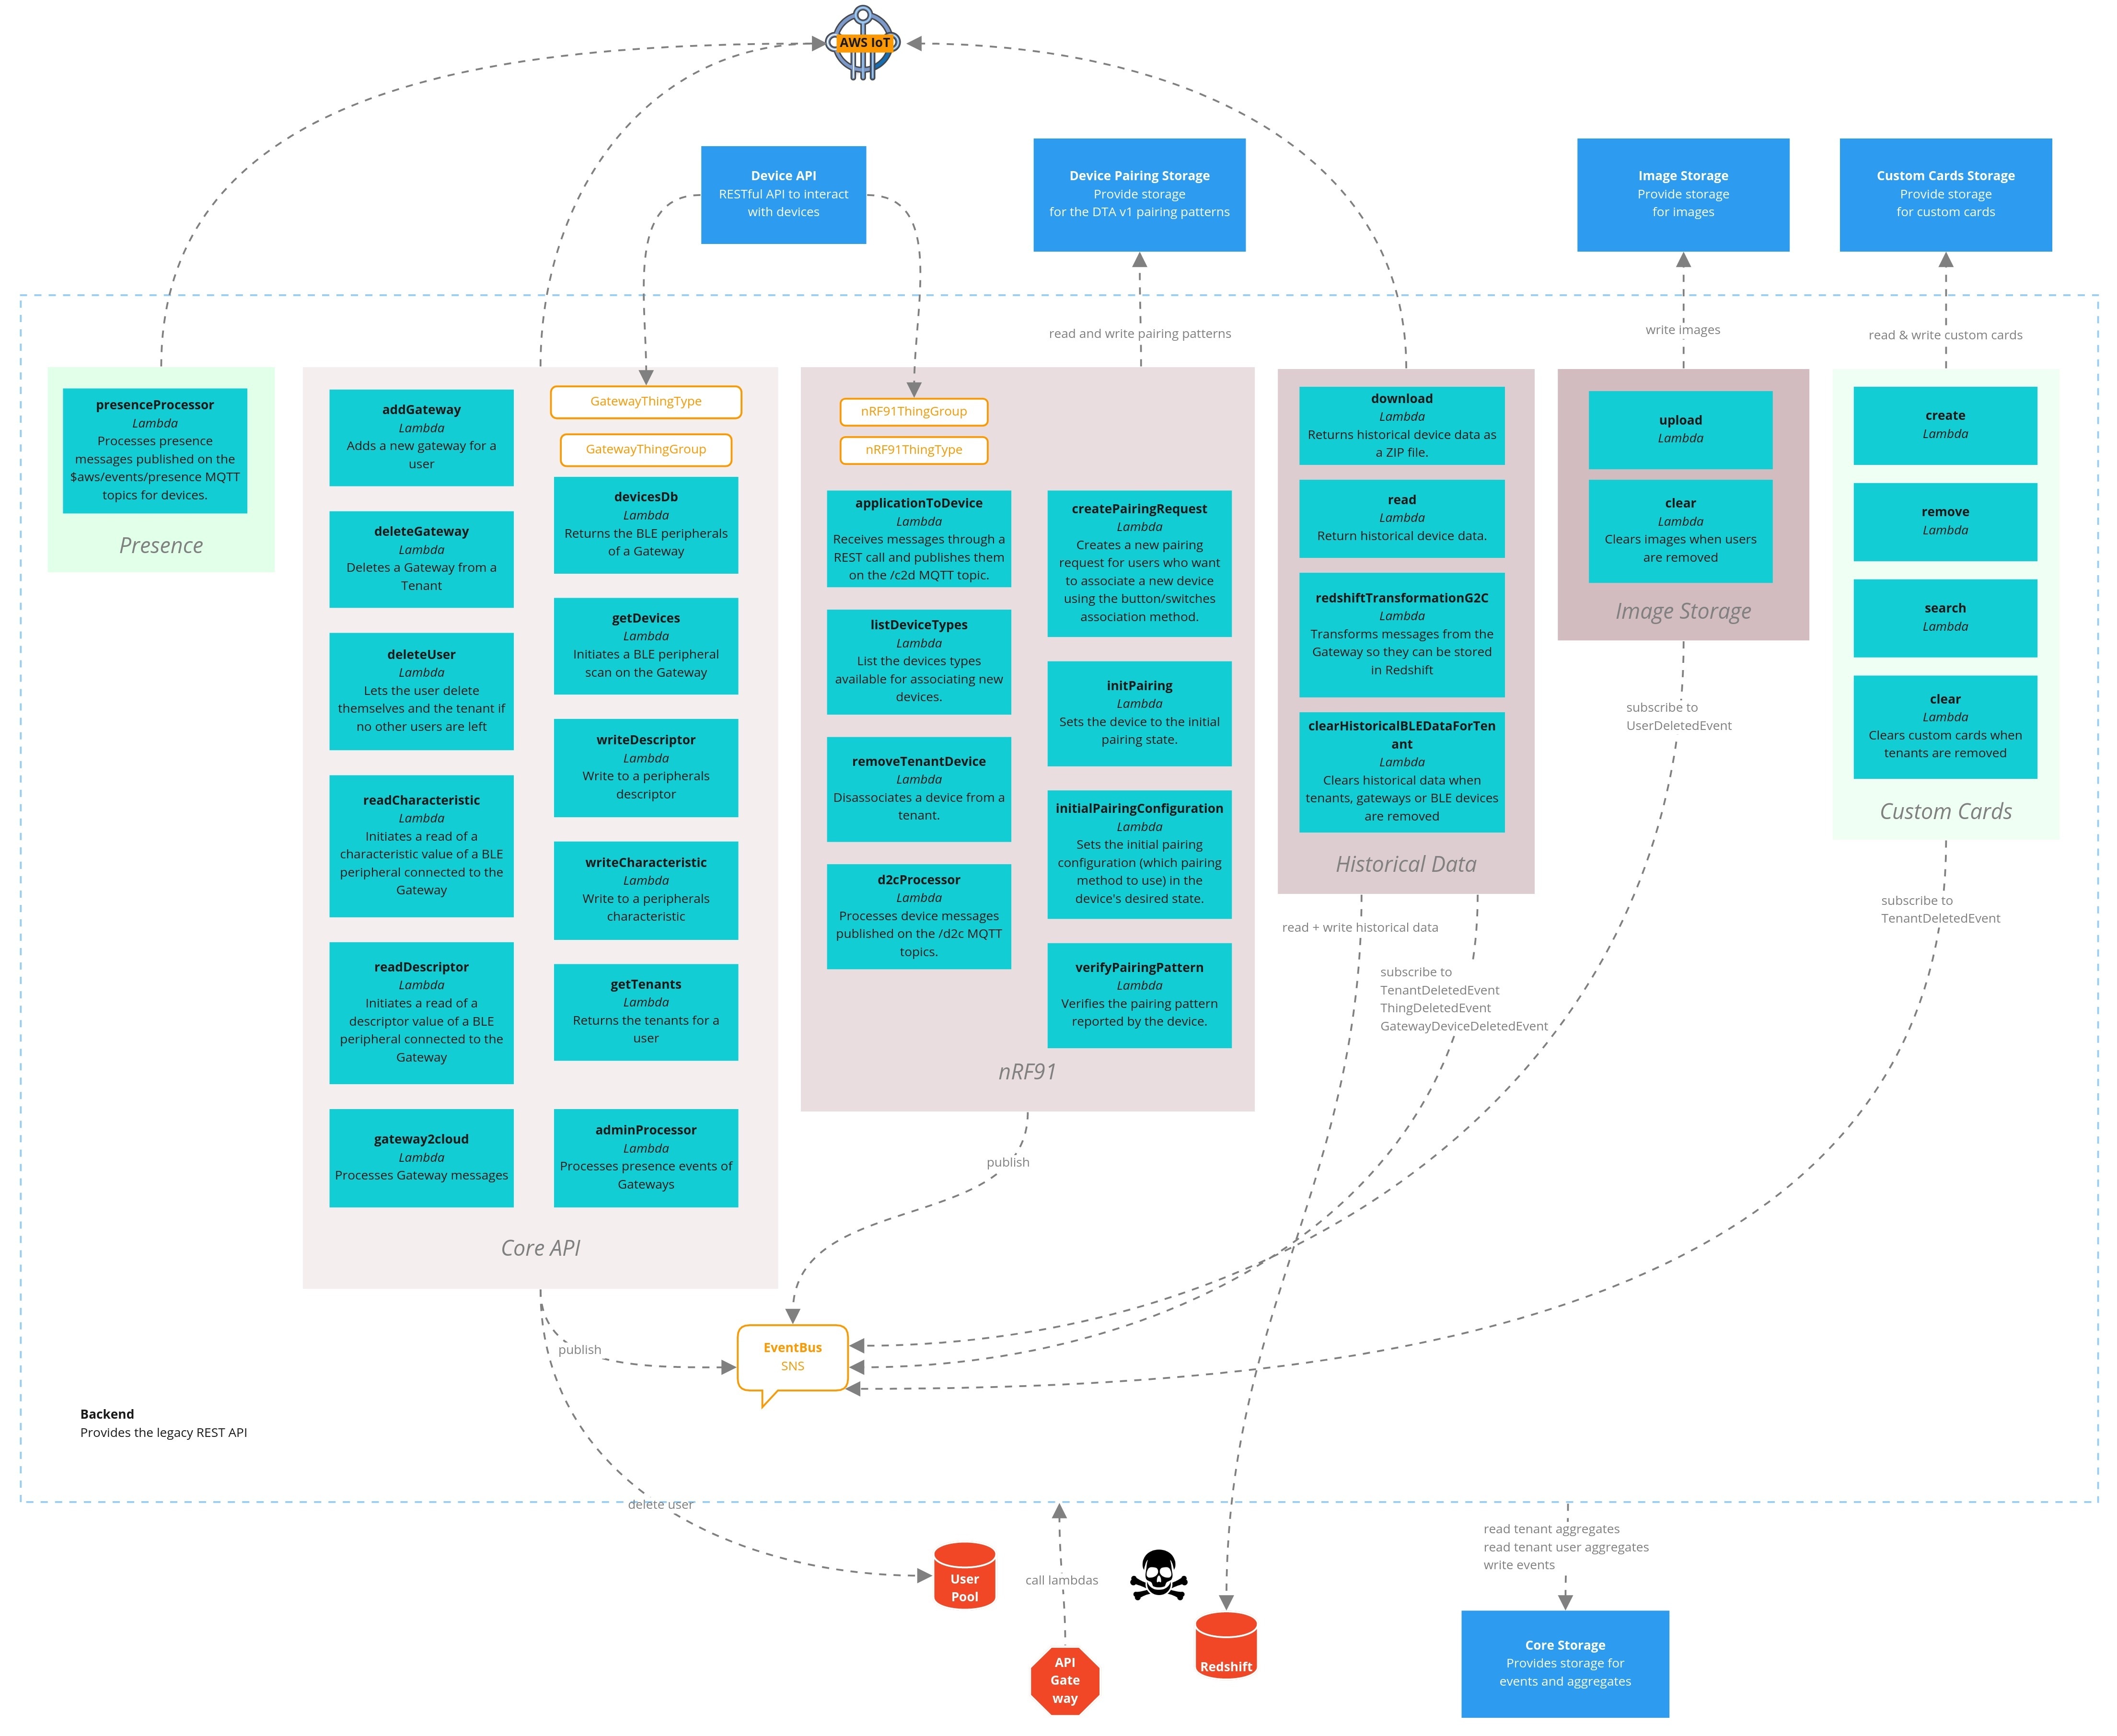 AWS IoT
Device API
RESTful API to interact
with devices
Device Pairing Storage
Provide storage
for the DTA v1 pairing patterns
Image Storage
Provide storage
for images
Custom Cards Storage
Provide storage
for custom cards
read and write pairing patterns
write images
read & write custom cards
presenceProcessor
Lambda
Processes presence
messages published on the
$aws/events/presence MQTT
topics for devices.
Presence
addGateway
Lambda
Adds a new gateway for a
user
deleteGateway
Lambda
Deletes a Gateway from a
Tenant
deleteUser
Lambda
Lets the user delete
themselves and the tenant if
no other users are left
readCharacteristic
Lambda
Initiates a read of a
characteristic value of a BLE
peripheral connected to the
Gateway
readDescriptor
Lambda
Initiates a read of a
descriptor value of a BLE
peripheral connected to the
Gateway
gateway2cloud
Lambda
Processes Gateway messages
GatewayThingType
GatewayThingGroup
devicesDb
Lambda
Returns the BLE peripherals
of a Gateway
getDevices
Lambda
Initiates a BLE peripheral
scan on the Gateway
writeDescriptor
Lambda
Write to a peripherals
descriptor
writeCharacteristic
Lambda
Write to a peripherals
characteristic
getTenants
Lambda
Returns the tenants for a
user
adminProcessor
Lambda
Processes presence events of
Gateways
Core API
nRF91ThingGroup
nRF91ThingType
applicationToDevice
Lambda
Receives messages through a
REST call and publishes them
on the /c2d MQTT topic.
listDeviceTypes
Lambda
List the devices types
available for associating new
devices.
removeTenantDevice
Lambda
Disassociates a device from a
tenant.
d2cProcessor
Lambda
Processes device messages
published on the /d2c MQTT
topics.
createPairingRequest
Lambda
Creates a new pairing
request for users who want
to associate a new device
using the button/switches
association method.
initPairing
Lambda
Sets the device to the initial
pairing state.
initialPairingConfiguration
Lambda
Sets the initial pairing
configuration (which pairing
method to use) in the
device's desired state.
verifyPairingPattern
Lambda
Verifies the pairing pattern
reported by the device.
nRF91
download
Lambda
Returns historical device data as
a ZIP file.
read
Lambda
Return historical device data.
redshiftTransformationG2C
Lambda
Transforms messages from the
Gateway so they can be stored
in Redshift
clearHistoricalBLEDataForTen
ant
Lambda
Clears historical data when
tenants, gateways or BLE devices
are removed
Historical Data
upload
Lambda
clear
Lambda
Clears images when users
are removed
Image Storage
create
Lambda
remove
Lambda
search
Lambda
clear
Lambda
Clears custom cards when
tenants are removed
Custom Cards
subscribe to
UserDeletedEvent
subscribe to
TenantDeletedEvent
read + write historical data
subscribe to
TenantDeletedEvent
ThingDeletedEvent
GatewayDeviceDeletedEvent
publish
publish
EventBus
SNS
Backend
Provides the legacy REST API
delete user
User
Pool
call lambdas
API
Gate
way
Redshift
read tenant aggregates
read tenant user aggregates
write events
Core Storage
Provides storage for
events and aggregates